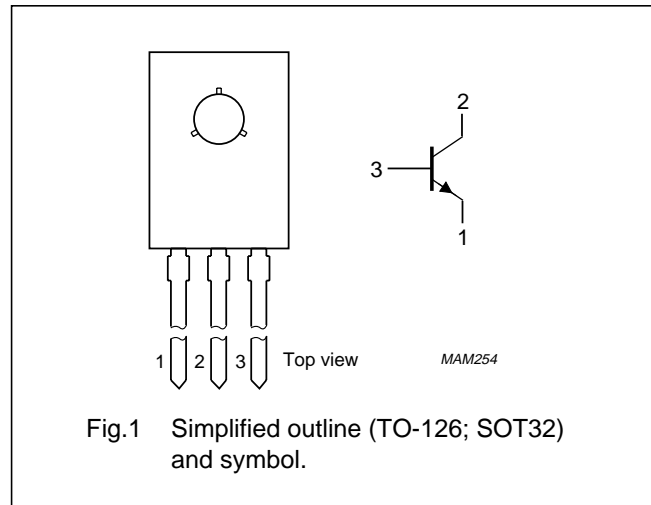 2
3
1
1 2 3 Top view MAM254
Fig.1 Simplified outline (TO-126; SOT32)
and symbol.